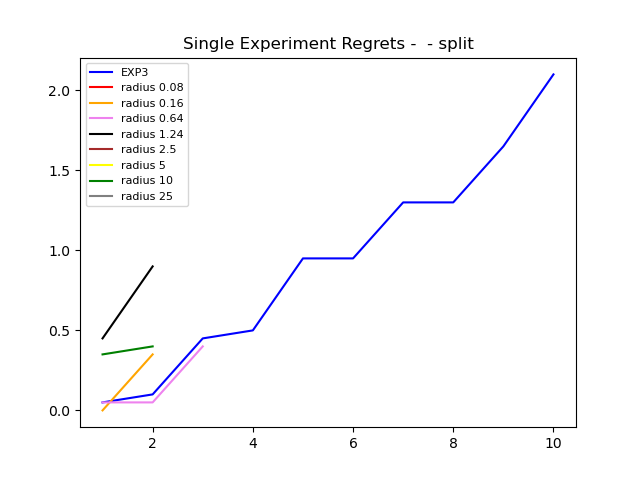 Single Experiment Regrets -  - split
EXP3
radius 0.08
radius 0.16
radius 0.64
radius 1.24
radius 2.5
radius 5
radius 10
radius 25
2.0
1.5
1.0
0.5
0.0
2 4 6 8 10